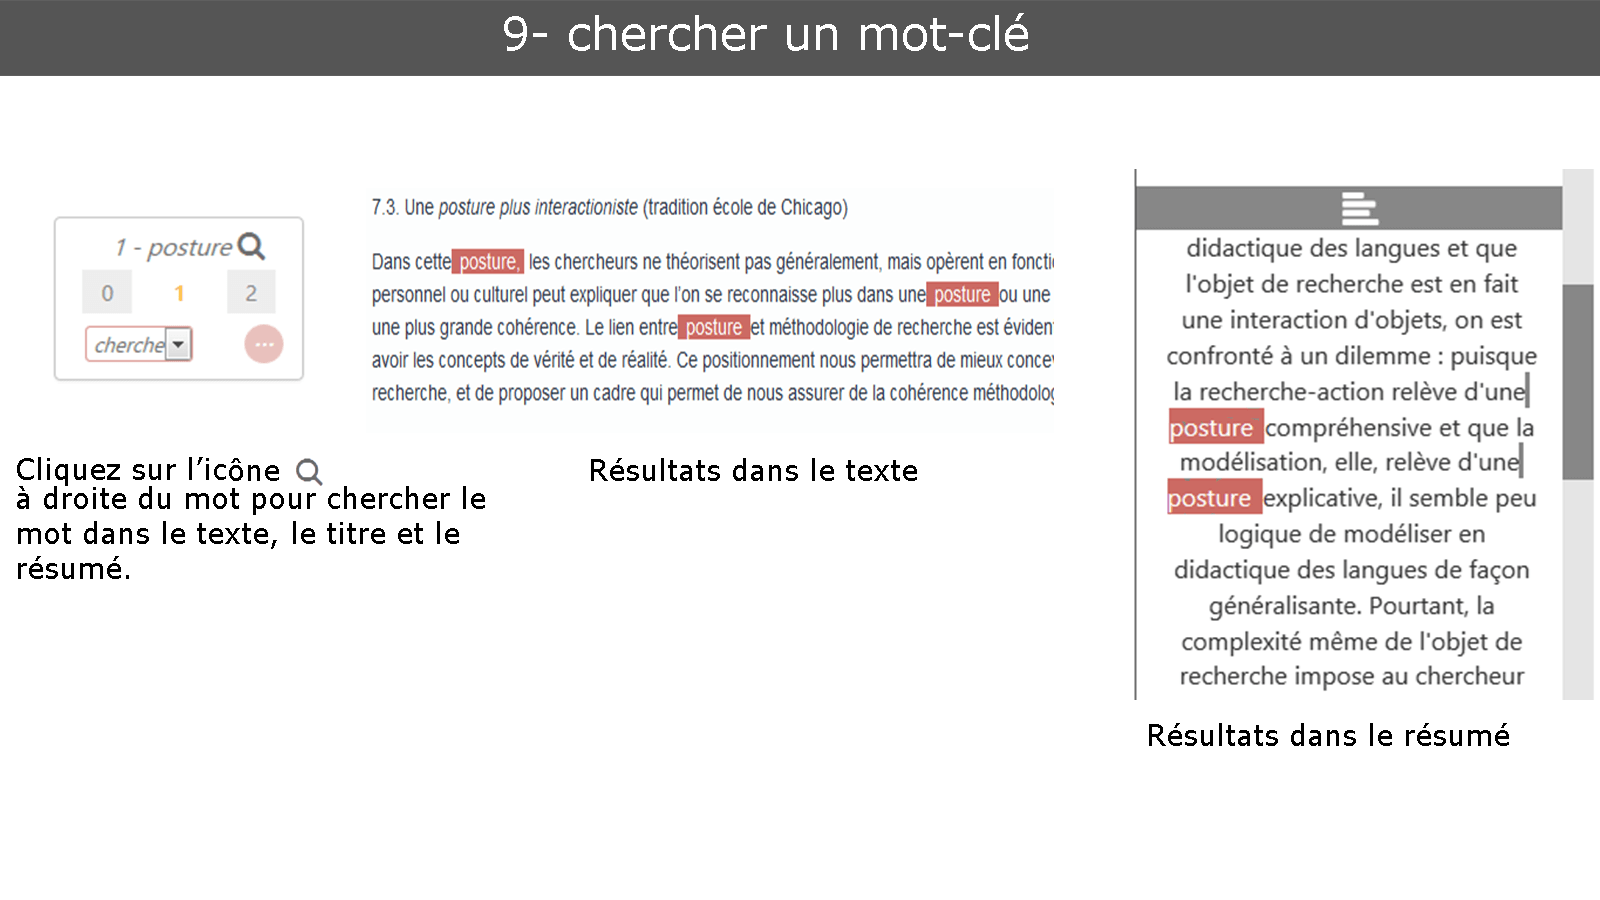 9- chercher un mot-clé
1 - posture
0 1 2
cherche
7.3. Une posture plus interactioniste (tradition école de Chicago)
Dans cette posture, les chercheurs ne théorisent pas généralement, mais opèrent en foncti
personnel ou culturel peut expliquer que l'on se reconnaisse plus dans une posture ou une
une plus grande cohérence. Le lien entre posture et méthodologie de recherche est éviden
avoir les concepts de vérité et de réalité. Ce positionnement nous permettra de mieux conce
recherche, et de proposer un cadre qui permet de nous assurer de la cohérence méthodolo
didactique des langues et que
l'objet de recherche est en fait
une interaction d'objets, on est
confronté à un dilemme : puisque
la recherche-action relève d'une
posture compréhensive et que la
modélisation, elle, relève d'une
posture explicative, il semble peu
logique de modéliser en
didactique des langues de façon
généralisante. Pourtant, la
complexité même de l'objet de
recherche impose au chercheur
Cliquez sur l’icône
à droite du mot pour chercher le
mot dans le texte, le titre et le
résumé.
Résultats dans le texte
Résultats dans le résumé